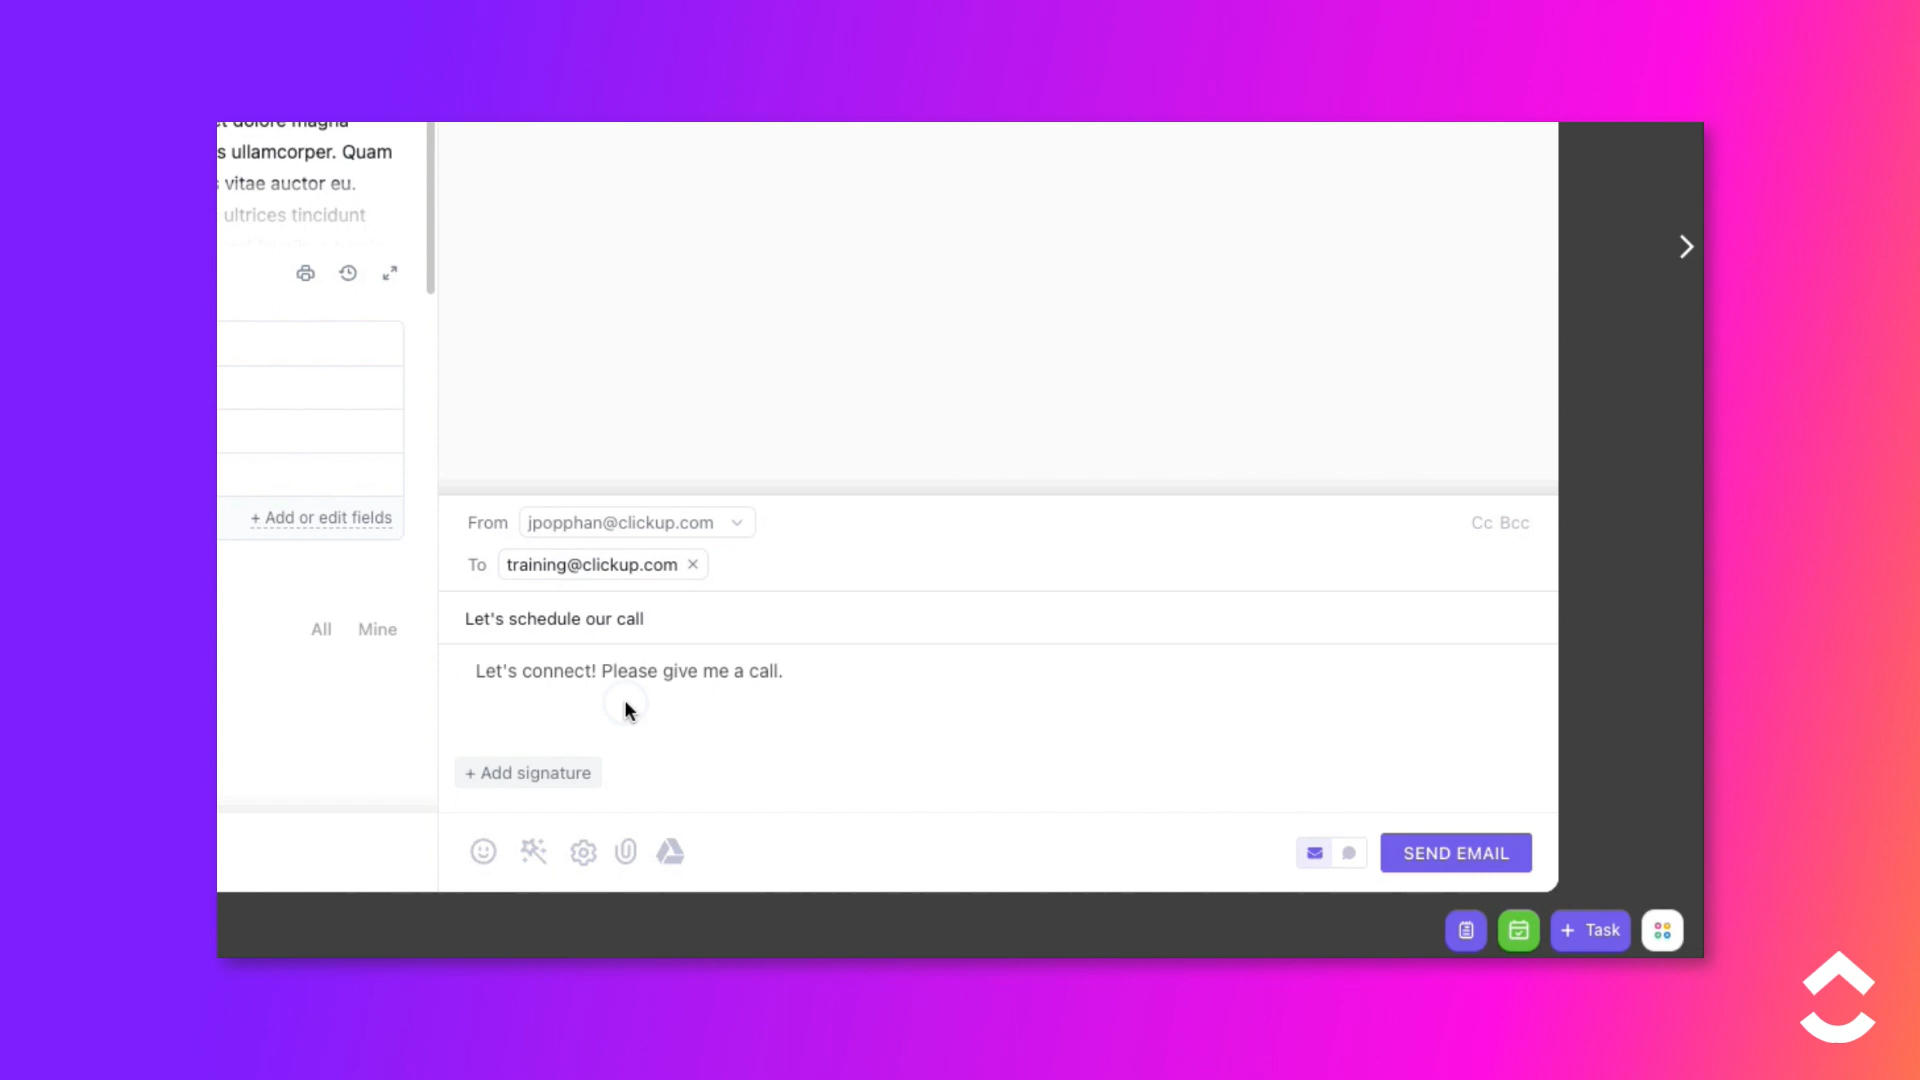 et dolore magna
s ullamcorper. Quam
vitae auctor eu.
ultrices tincidunt
+ Add or edit fields
All Mine
From jpopphan@clickup.com
Cc Bcc
To training@clickup.com ×
Let's schedule our call
Let's connect! Please give me a call.
+ Add signature
SEND EMAIL
+ Task